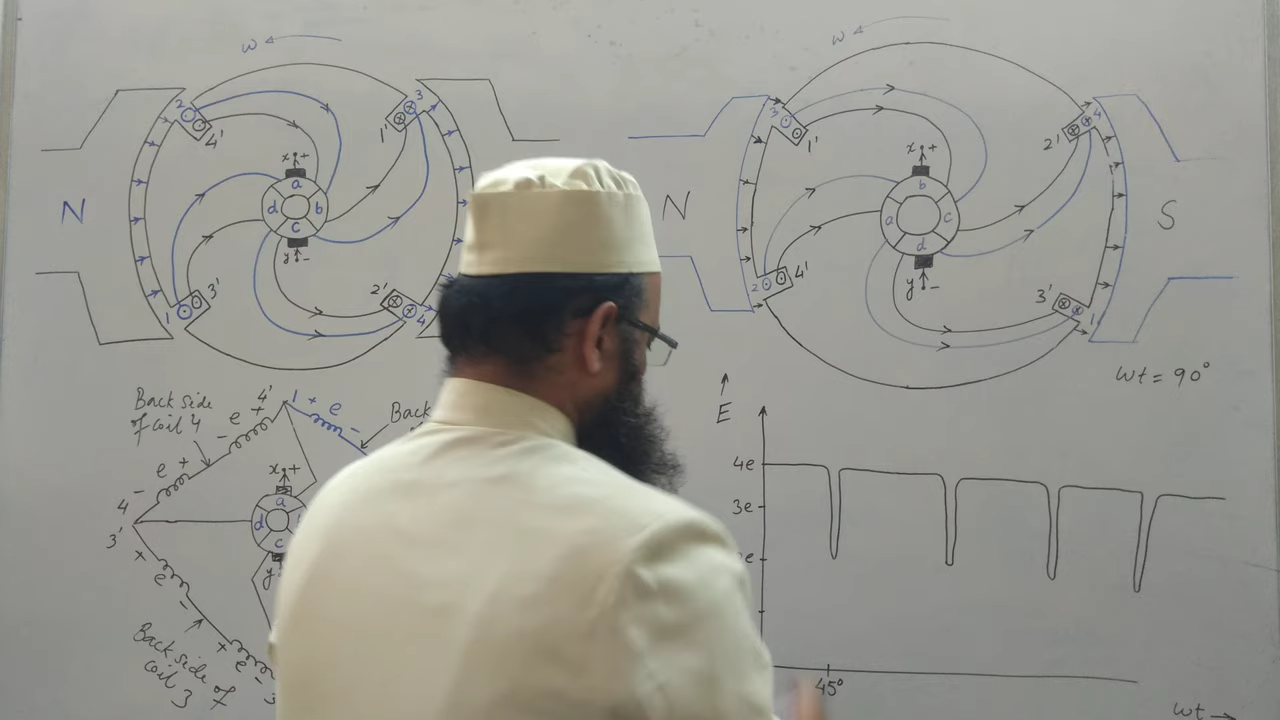 ω
2
4'
3
1'
x +
a
d b
c
y -
N
3'
1
2'
4
ω
3
1'
4
2'
x +
b
a c
d
y -
N
S
2 4'
3'
1
ωt = 90°
Back side
of coil 4
4' 1 + e -
Back
e +
-
e +
-
4
3'
x +
a
d
c
y
+
e
-
+
e
-
Back side of
coil 3
E
4e
3e
e
45°
ωt